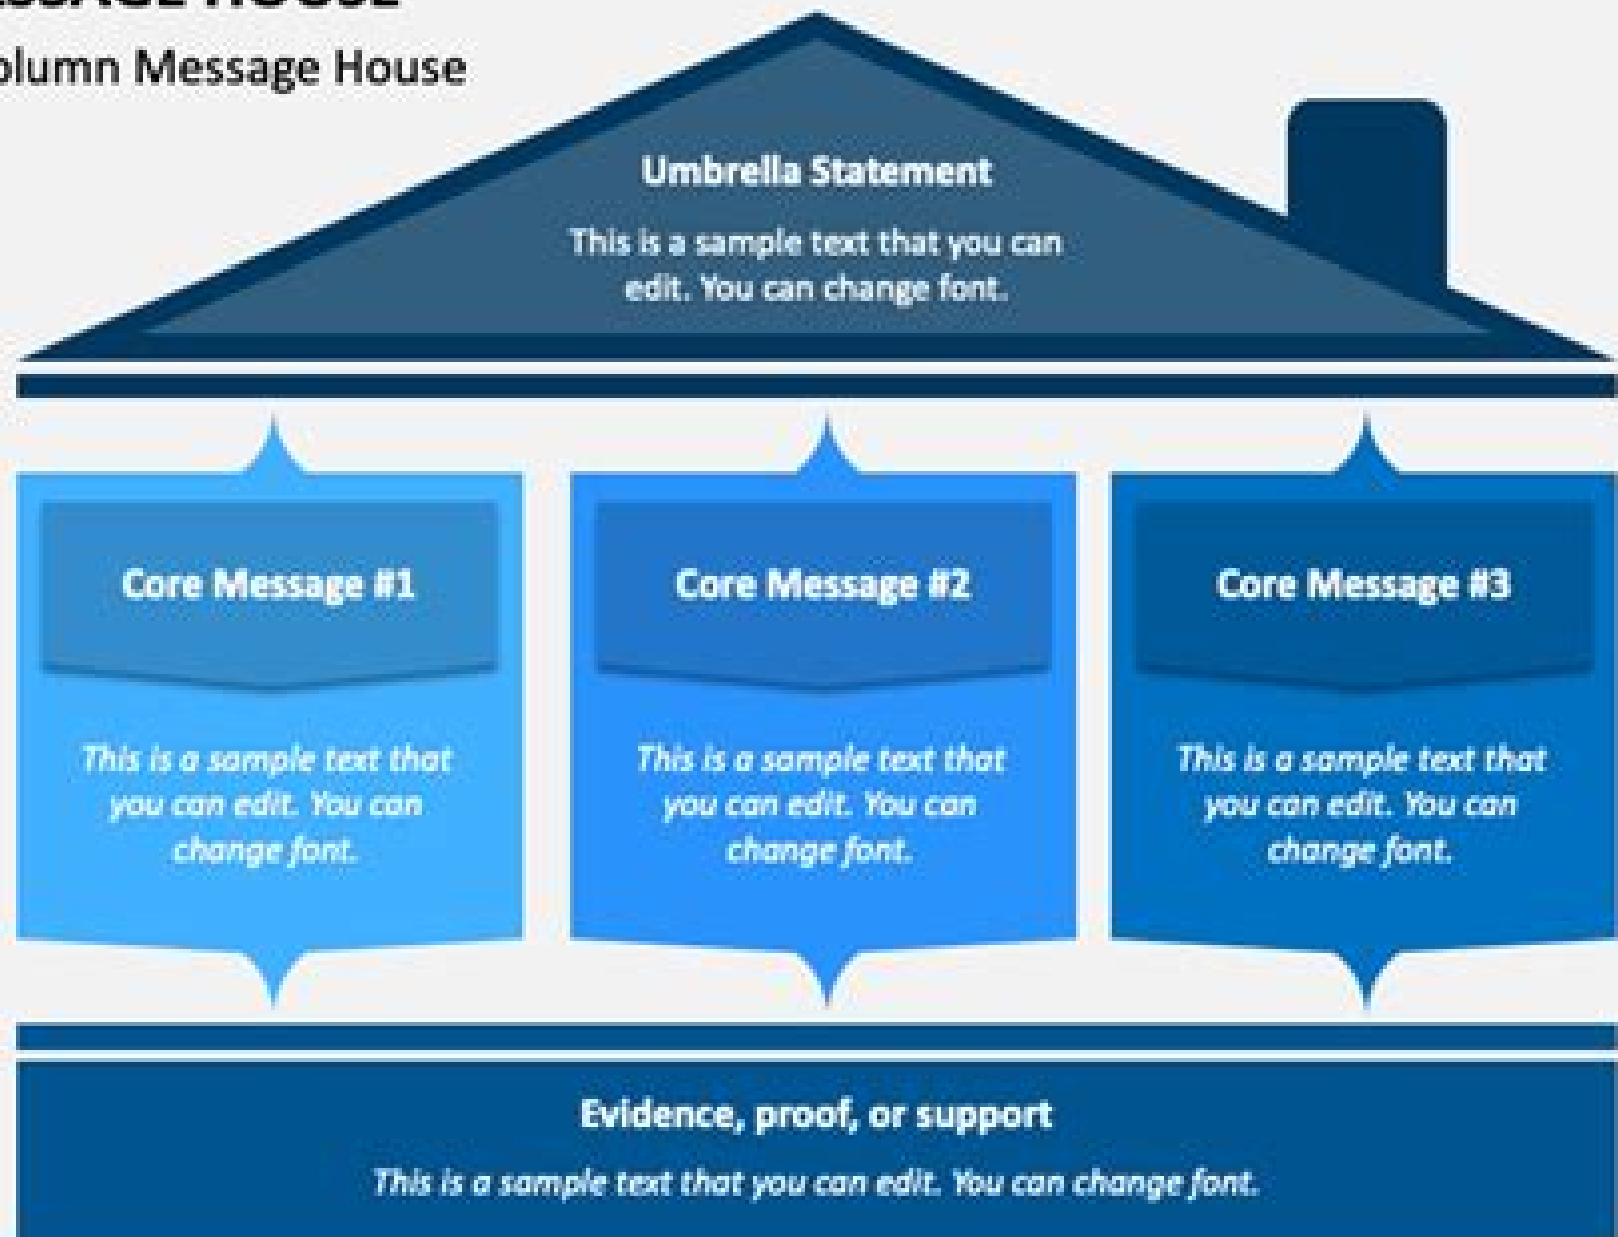 HOUSE
Message House
Umbrella Statement
This is a sample text that you can
edit. You can change font.
Core Message #1
This is a sample text that
you can edit. You can
change font.
Core Message #2
This is a sample text that
you can edit. You can
change font.
Core Message #3
This is a sample text that
you can edit. You can
change font.
Evidence, proof, or support
This is a sample text that you can edit. You can change font.